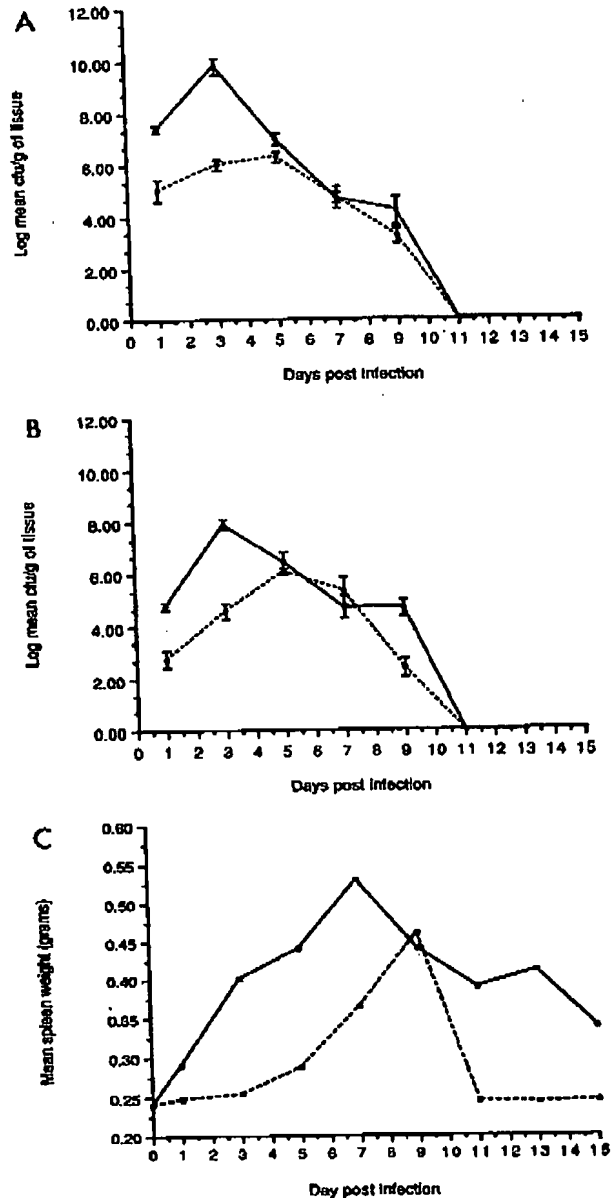 A
12.00
10.00
8.00
6.00
4.00
2.00
0.00
Log mean cfu/g of tissue
0 1 2 3 4 5 6 7 8 9 10 11 12 13 14 15
Days post infection
B
12.00
10.00
8.00
6.00
4.00
2.00
0.00
Log mean cfu/g of tissue
0 1 2 3 4 5 6 7 8 9 10 11 12 13 14 15
Days post infection
C
0.60
0.55
0.50
0.45
0.40
0.35
0.30
0.25
0.20
Mean spleen weight (grams)
0 1 2 3 4 5 6 7 8 9 10 11 12 13 14 15
Day post infection